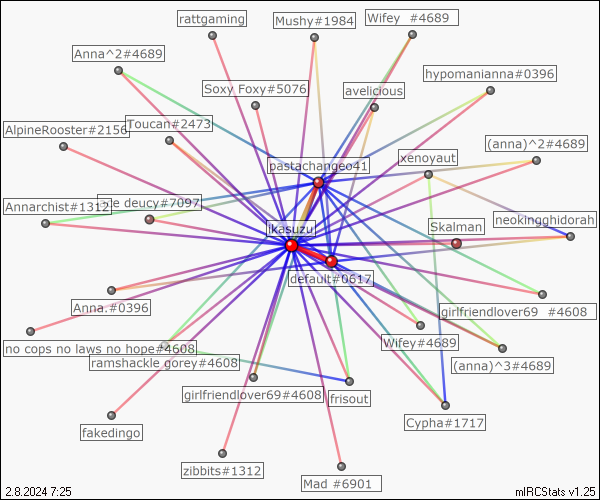 rattgaming
Mushy#1984
Wifey #4689
Anna^2#4689
hypomanianna#0396
Soxy Foxy#5076
avelicious
AlpineRooster#2156
Toucan#2473
(anna)^2#4689
pastachangeo41
xenoyaut
Annarchist#1312
le deucy#7097
neokingghidorah
jkasuzu
Skalman
default#0617
Anna.#0396
girlfriendlover69 #4608
no cops no laws no hope#4608
Wifey#4689
ramshackle gorey#4608
(anna)^3#4689
girlfriendlover69#4608
frisout
Cypha#1717
fakedingo
zibbits#1312
Mad #6901
2.8.2024 7:25
mIRCStats v1.25